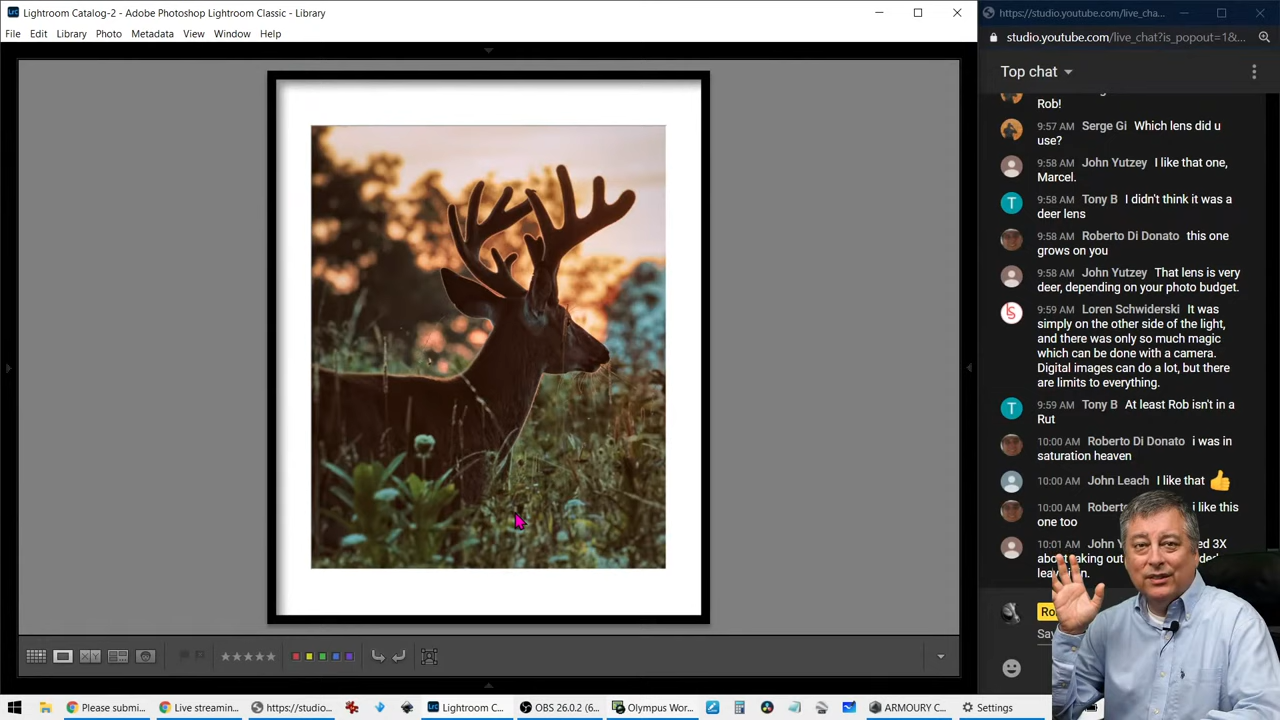 Lightroom Catalog-2 - Adobe Photoshop Lightroom Classic - Library
File Edit Library Photo Metadata View Window Help
https://studio.youtube.com/live_cha...
studio.youtube.com/live_chat?is_popout=1&...
Top chat
Rob!
9:57 AM Serge Gi Which lens did u
use?
9:58 AM John Yutzey I like that one,
Marcel.
9:58 AM Tony B I didn't think it was a
deer lens
9:58 AM Roberto Di Donato this one
grows on you
9:58 AM John Yutzey That lens is very
deer, depending on your photo budget.
9:59 AM Loren Schwiderski It was
simply on the other side of the light,
and there was only so much magic
which can be done with a camera.
Digital images can do a lot, but there
are limits to everything.
9:59 AM Tony B At least Rob isn't in a
Rut
10:00 AM Roberto Di Donato i was in
saturation heaven
10:00 AM John Leach I like that
10:00 AM Robert i like this
one too
10:01 AM John Y ed 3X
about
Ro
Sa
XY
Please submi...
Live streamin...
https://studio...
Lightroom C...
OBS 26.0.2 (6...
Olympus Wor...
ARMOURY C...
Settings